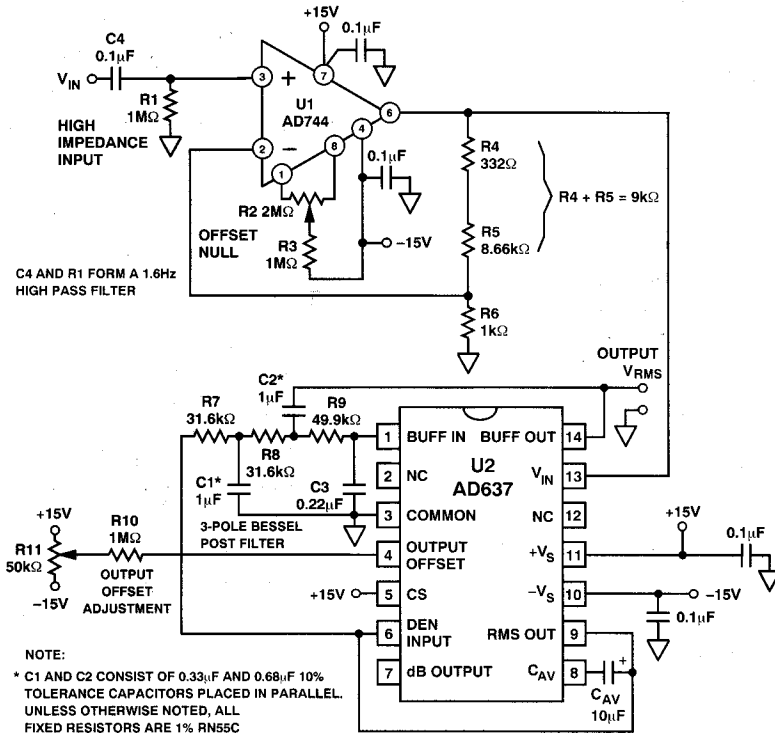 +15V
C4
0.1µF
0.1µF
VIN
3
+
7
U1
AD744
6
R1
1MΩ
HIGH
IMPEDANCE
INPUT
2
−
8
4
1
0.1µF
R4
332Ω
R4 + R5 = 9kΩ
R2 2MΩ
OFFSET
NULL
R3
1MΩ
−15V
R5
8.66kΩ
C4 AND R1 FORM A 1.6Hz
HIGH PASS FILTER
R6
1kΩ
OUTPUT
VRMS
C2*
1µF
R7
31.6kΩ
R9
49.9kΩ
R8
31.6kΩ
C1*
1µF
C3
0.22µF
3-POLE BESSEL
POST FILTER
U2
AD637
1 BUFF IN
BUFF OUT 14
2 NC
VIN 13
3 COMMON
NC 12
4 OUTPUT
OFFSET
+VS 11
5 CS
−VS 10
6 DEN
INPUT
RMS OUT 9
7 dB OUTPUT
CAV 8
+15V
0.1µF
−15V
0.1µF
+
CAV
10µF
+15V
R11
50kΩ
−15V
R10
1MΩ
OUTPUT
OFFSET
ADJUSTMENT
+15V
NOTE:
* C1 AND C2 CONSIST OF 0.33µF AND 0.68µF 10%
TOLERANCE CAPACITORS PLACED IN PARALLEL.
UNLESS OTHERWISE NOTED, ALL
FIXED RESISTORS ARE 1% RN55C